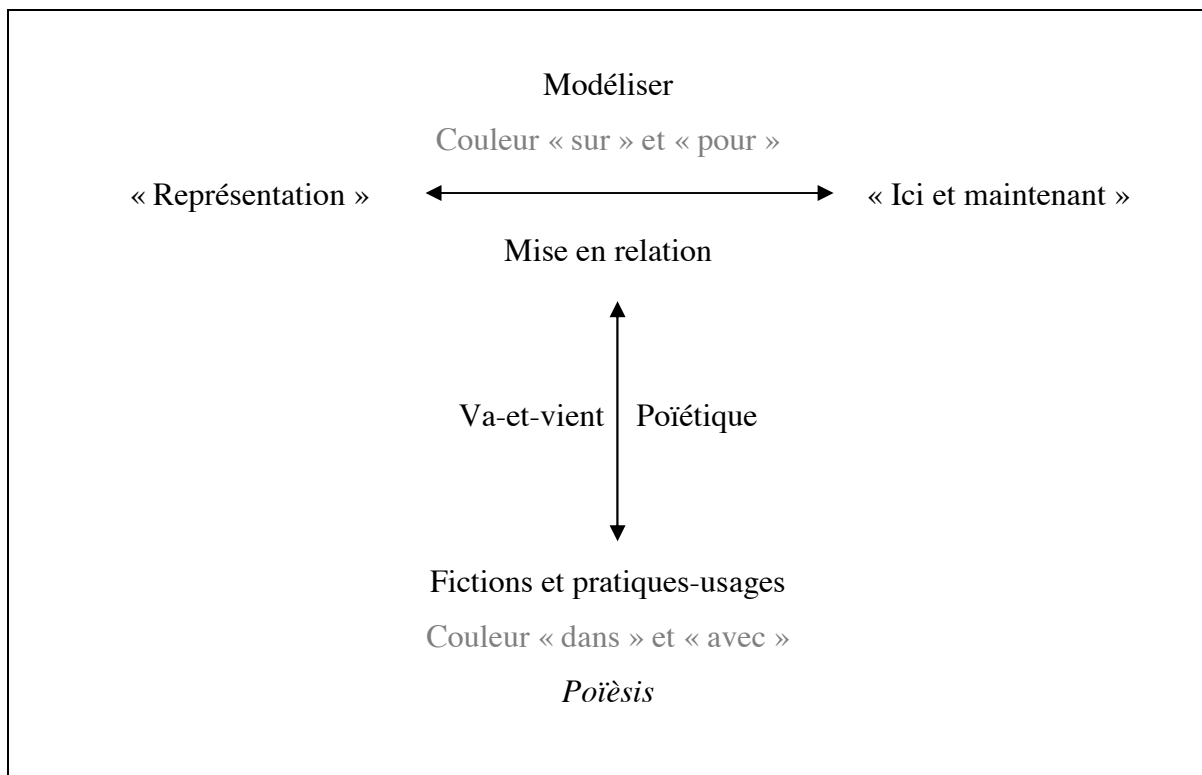 Modéliser
Couleur « sur » et « pour »
« Représentation » « Ici et maintenant »
Mise en relation
Va-et-vient Poïétique
Fictions et pratiques-usages
Couleur « dans » et « avec »
Poïèsis